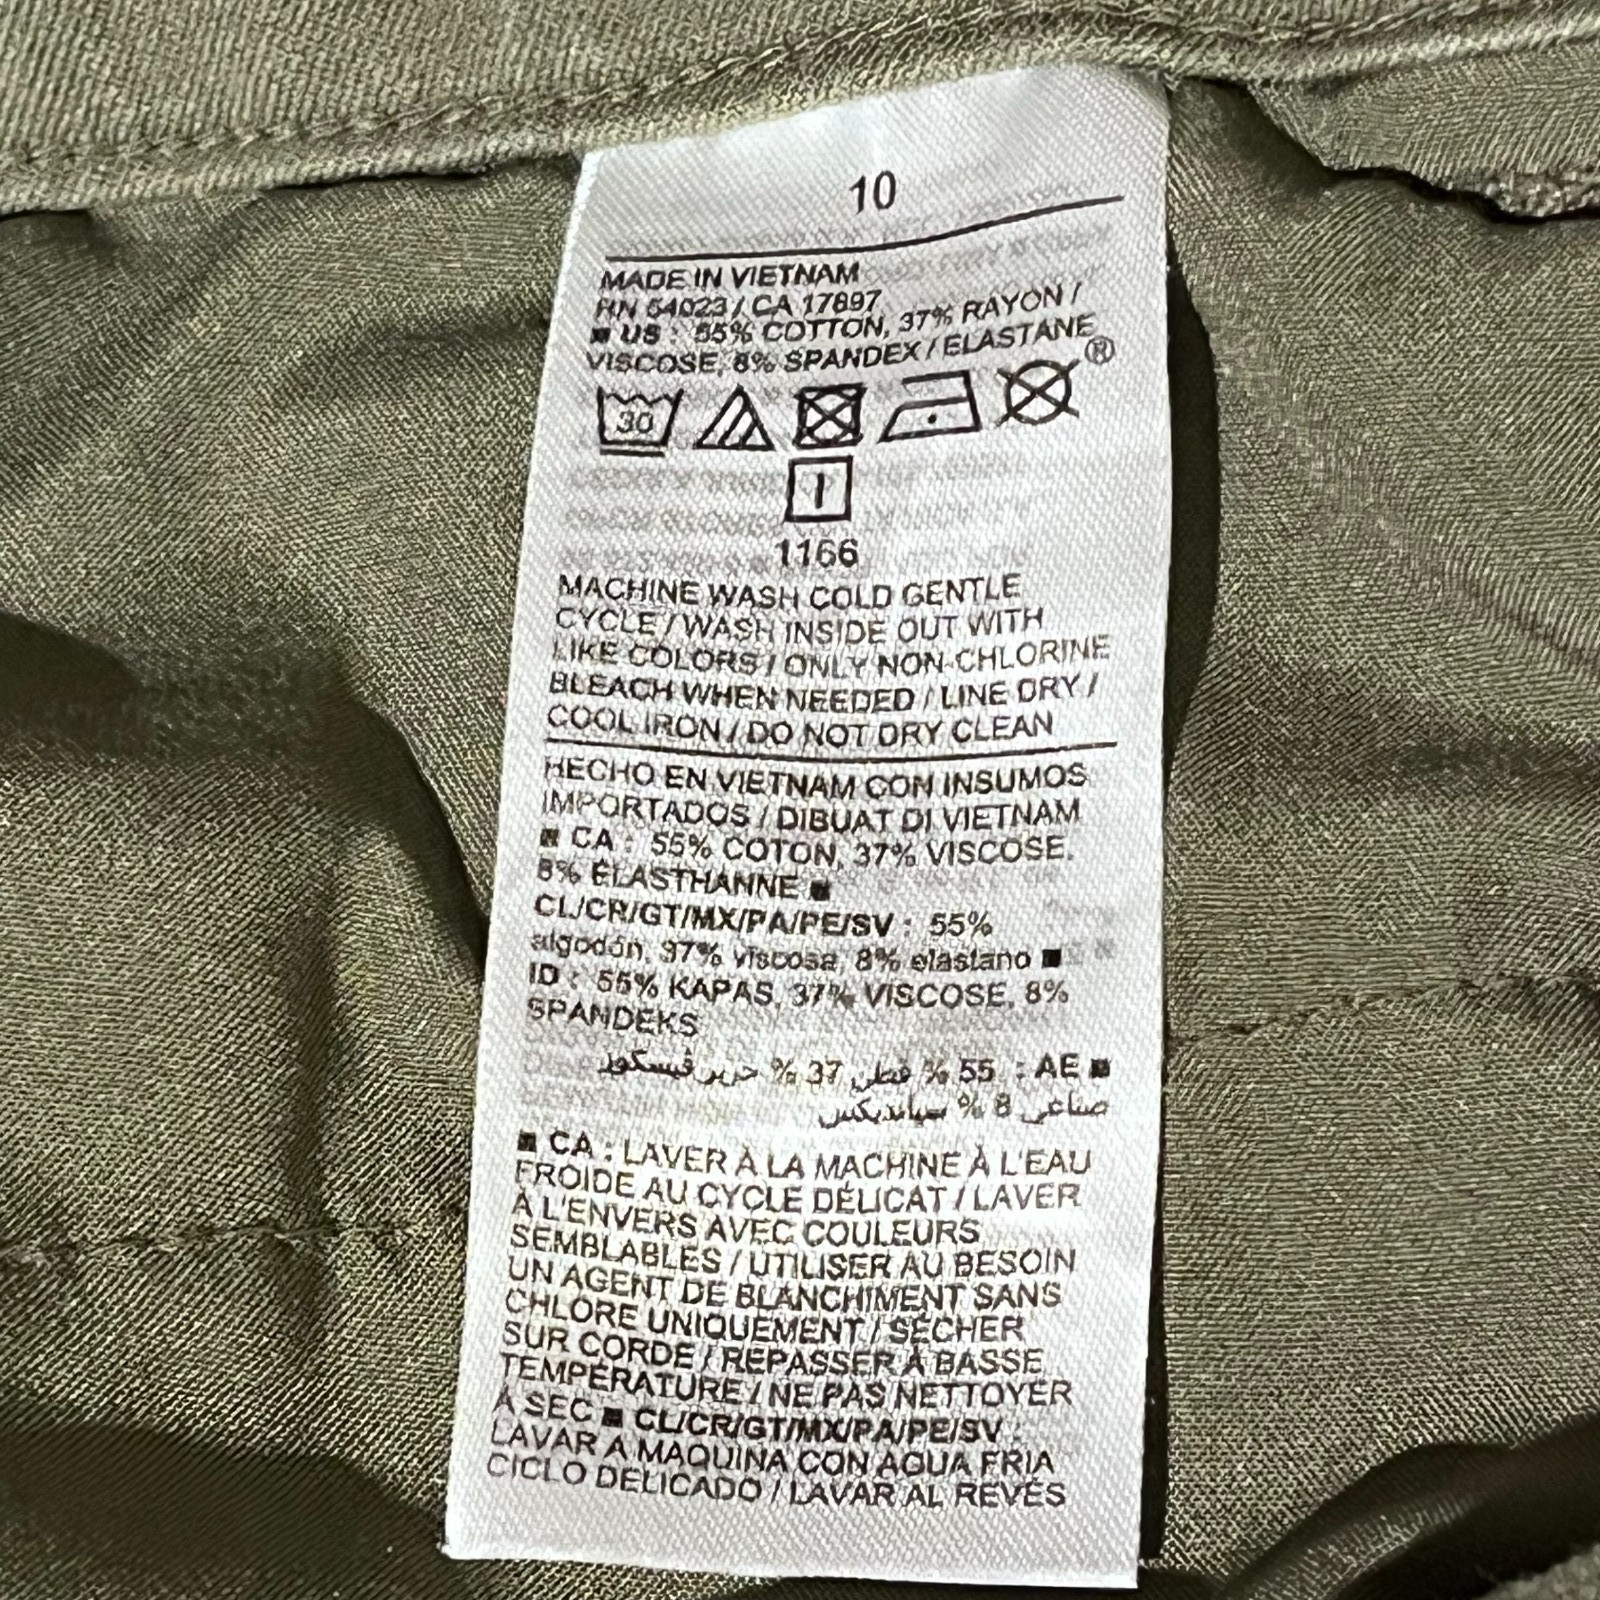 10
MADE IN VIETNAM
RN 54023 / CA 17897
■ US : 55% COTTON, 37% RAYON /
VISCOSE, 8% SPANDEX / ELASTANE
®
30
1166
MACHINE WASH COLD GENTLE
CYCLE / WASH INSIDE OUT WITH
LIKE COLORS / ONLY NON-CHLORINE
BLEACH WHEN NEEDED / LINE DRY /
COOL IRON / DO NOT DRY CLEAN
HECHO EN VIETNAM CON INSUMOS
IMPORTADOS / DIBUAT DI VIETNAM
■ CA : 55% COTON, 37% VISCOSE,
8% ÉLASTHANNE ■
CL/CR/GT/MX/PA/PE/SV : 55%
algodón, 37% viscosa, 8% elastano ■
ID : 55% KAPAS, 37% VISCOSE, 8%
SPANDEKS
■ AE : 55 % قطن, 37 % حرير فيسكوز
صناعي 8 % سباندیکس
■ CA : LAVER À LA MACHINE À L'EAU
FROIDE AU CYCLE DÉLICAT / LAVER
À L'ENVERS AVEC COULEURS
SEMBLABLES / UTILISER AU BESOIN
UN AGENT DE BLANCHIMENT SANS
CHLORE UNIQUEMENT / SÉCHER
SUR CORDE / REPASSER À BASSE
TEMPÉRATURE / NE PAS NETTOYER
À SEC ■ CL/CR/GT/MX/PA/PE/SV :
LAVAR A MAQUINA CON AGUA FRIA
CICLO DELICADO / LAVAR AL REVÉS